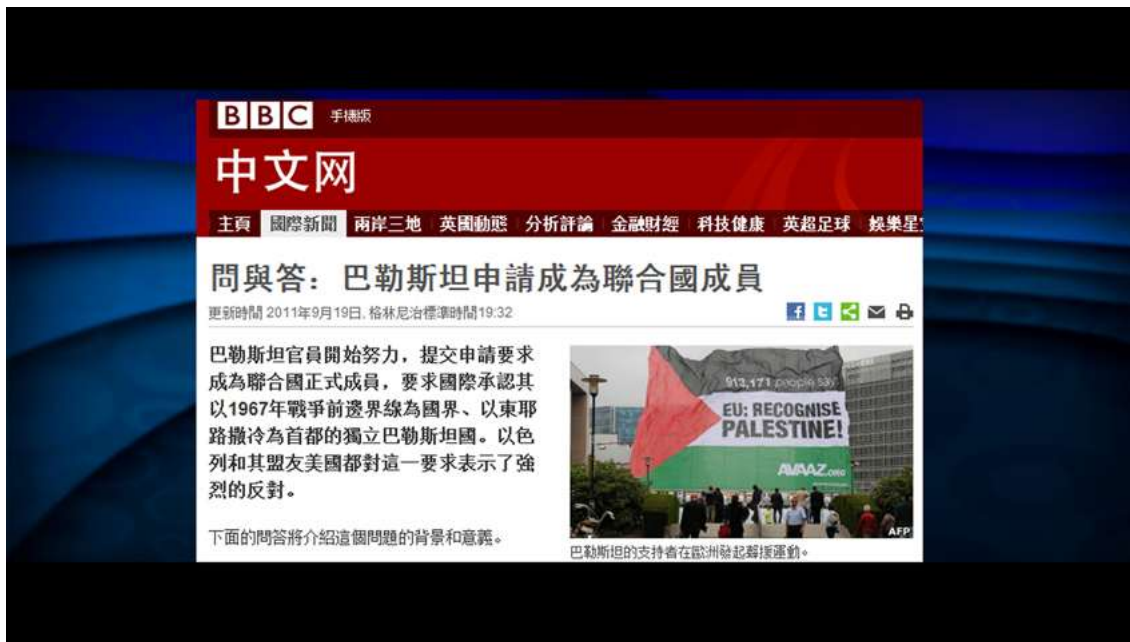 BBC 手機版
中文网
主頁 國際新聞 兩岸三地 英國動態 分析評論 金融財經 科技健康 英超足球 娛樂星
問與答：巴勒斯坦申請成為聯合國成員
更新時間 2011年9月19日, 格林尼治標準時間19:32
巴勒斯坦官員開始努力，提交申請要求
成為聯合國正式成員，要求國際承認其
以1967年戰爭前邊界線為國界、以東耶
路撒冷為首都的獨立巴勒斯坦國。以色
列和其盟友美國都對這一要求表示了強
烈的反對。
下面的問答將介紹這個問題的背景和意義。
913,171 people say
EU: RECOGNISE
PALESTINE!
AVAAZ.ORG
AFP
巴勒斯坦的支持者在歐洲發起聲援運動。